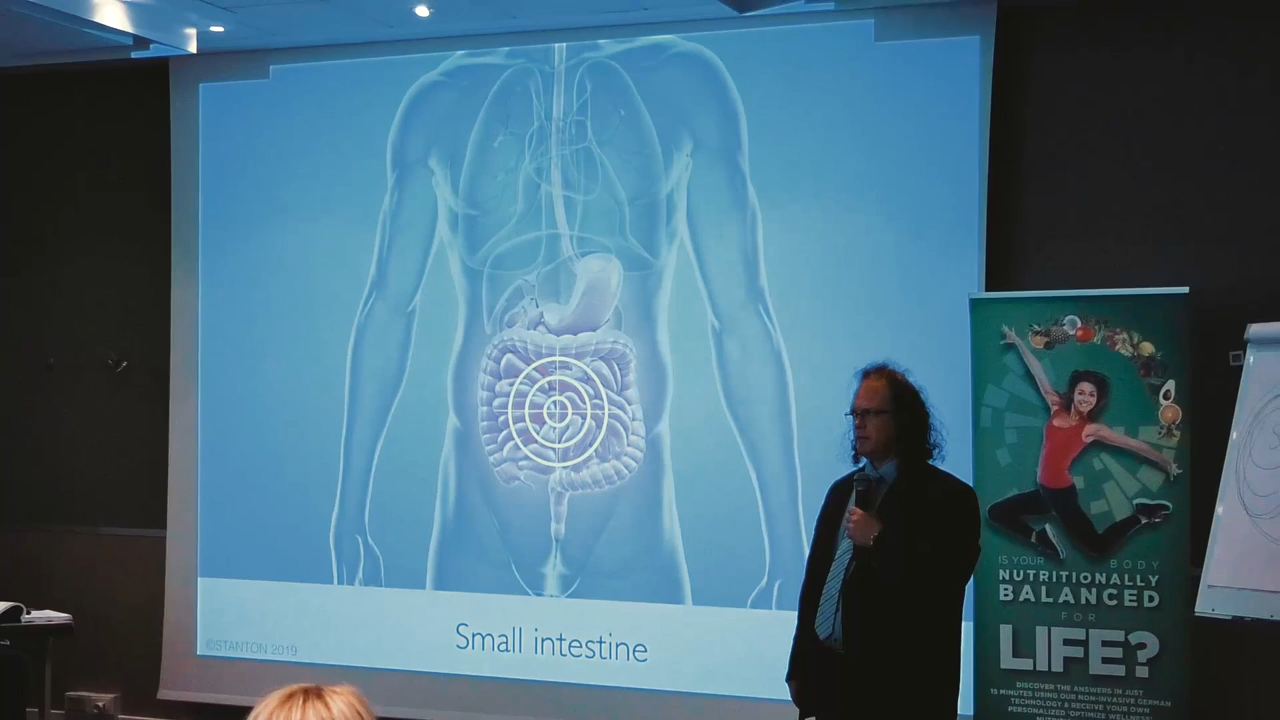 ©STANTON 2019
Small intestine
IS YOUR BODY
NUTRITIONALLY
BALANCED
FOR
LIFE?
DISCOVER THE ANSWERS IN JUST
15 MINUTES USING OUR NON-INVASIVE GERMAN
TECHNOLOGY & RECEIVE YOUR OWN
PERSONALIZED 'OPTIMIZE WELLNESS'